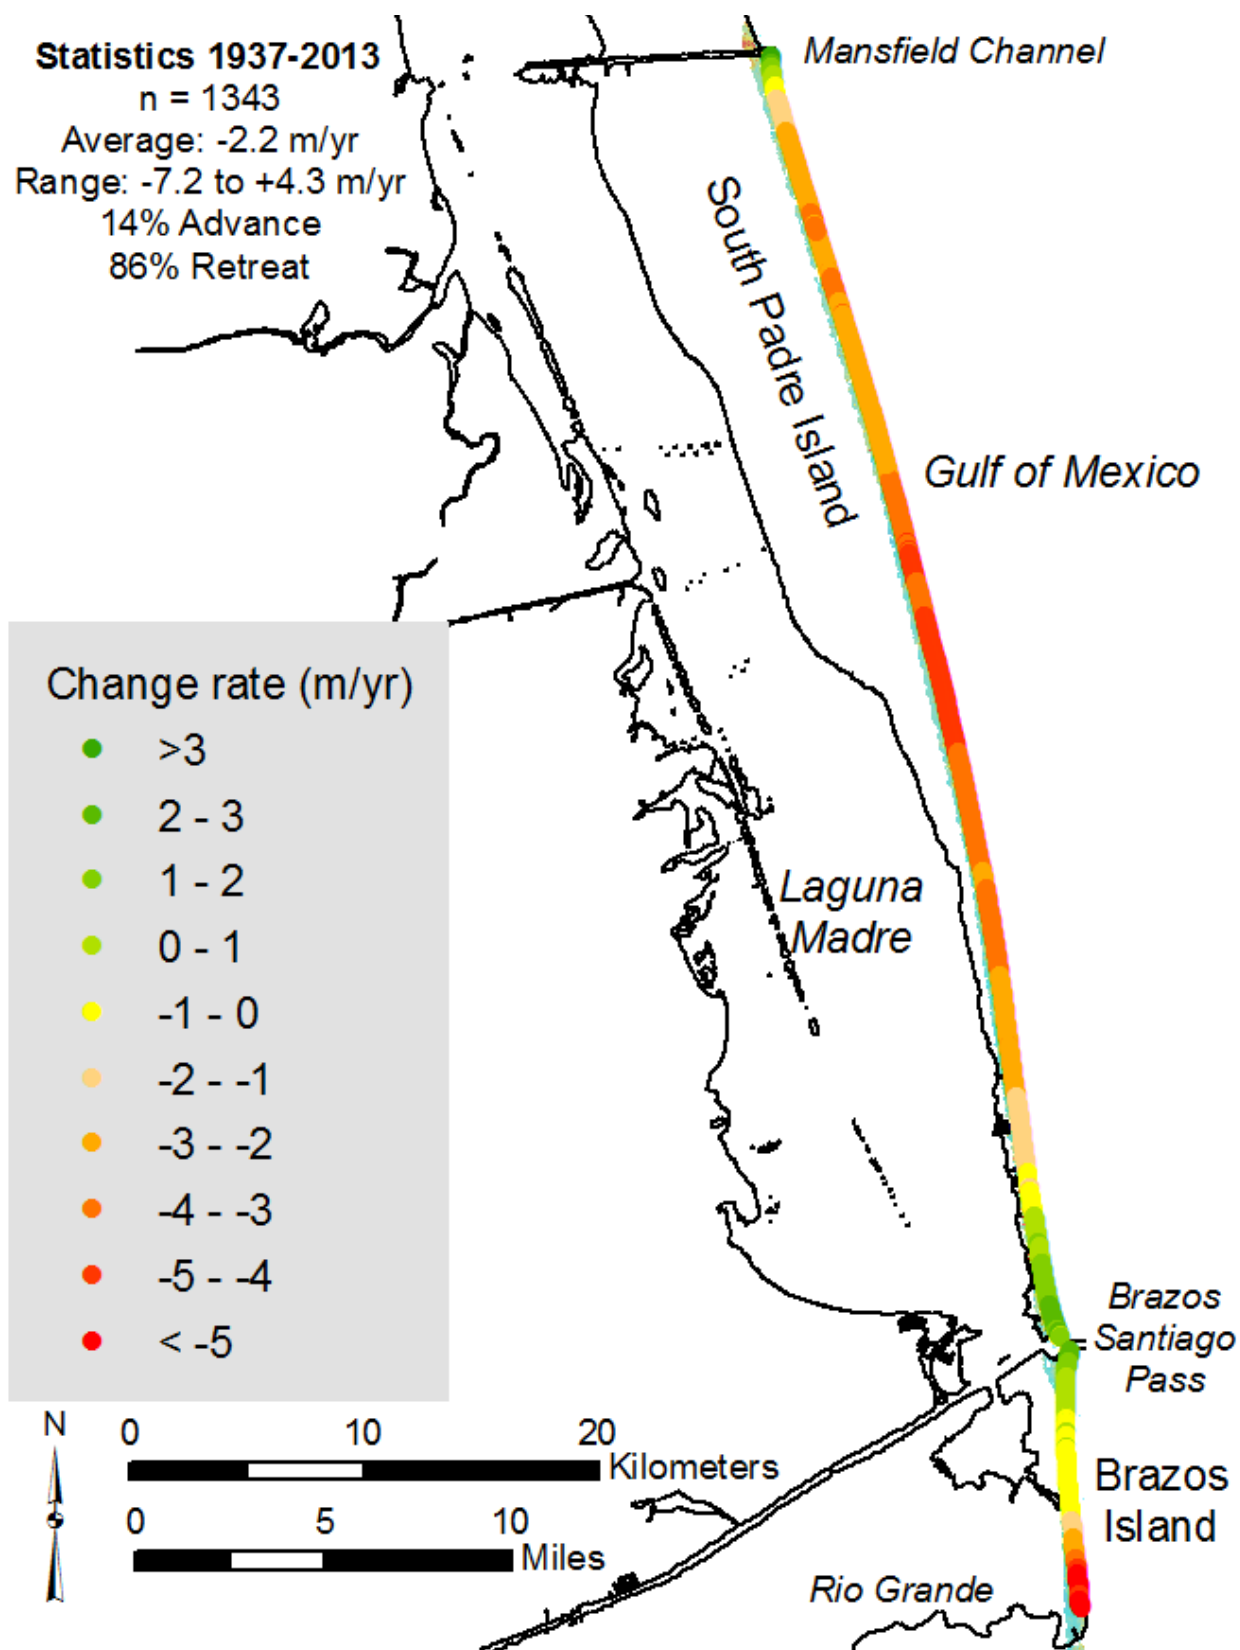 Statistics 1937-2013
n = 1343
Average: -2.2 m/yr
Range: -7.2 to +4.3 m/yr
14% Advance
86% Retreat
Mansfield Channel
South Padre Island
Gulf of Mexico
Change rate (m/yr)
>3
2 - 3
1 - 2
0 - 1
-1 - 0
-2 - -1
-3 - -2
-4 - -3
-5 - -4
< -5
Laguna
Madre
Brazos
Santiago
Pass
Brazos
Island
Rio Grande
N
0 10 20
Kilometers
0 5 10
Miles